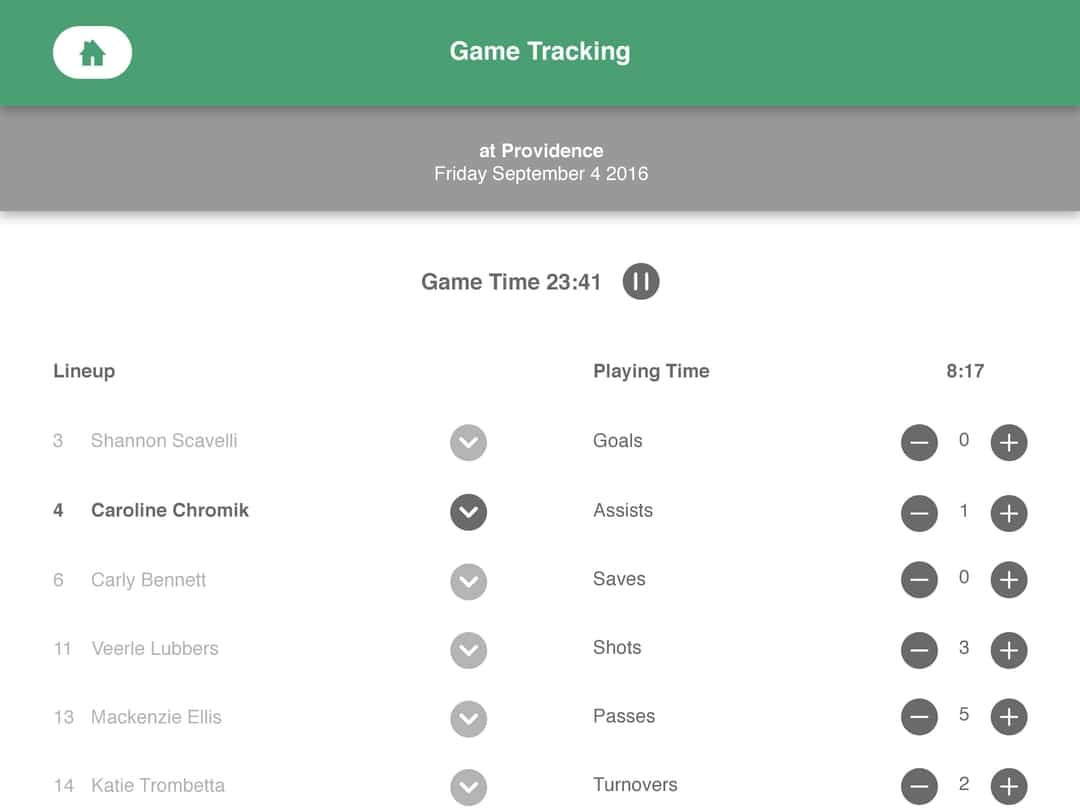 Game Tracking
at Providence
Friday September 4 2016
Game Time 23:41
Lineup
Playing Time 8:17
3 Shannon Scavelli
Goals 0
4 Caroline Chromik
Assists 1
6 Carly Bennett
Saves 0
11 Veerle Lubbers
Shots 3
13 Mackenzie Ellis
Passes 5
14 Katie Trombetta
Turnovers 2